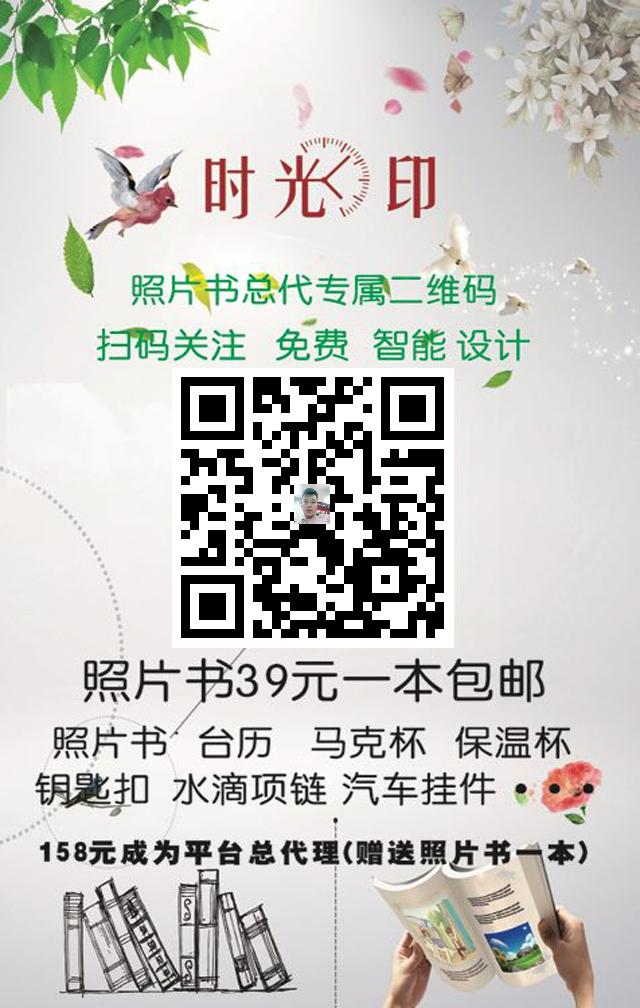 时光印
照片书总代专属二维码
扫码关注 免费 智能 设计
照片书39元一本包邮
照片书 台历 马克杯 保温杯
钥匙扣 水滴项链 汽车挂件
158元成为平台总代理(赠送照片书一本)